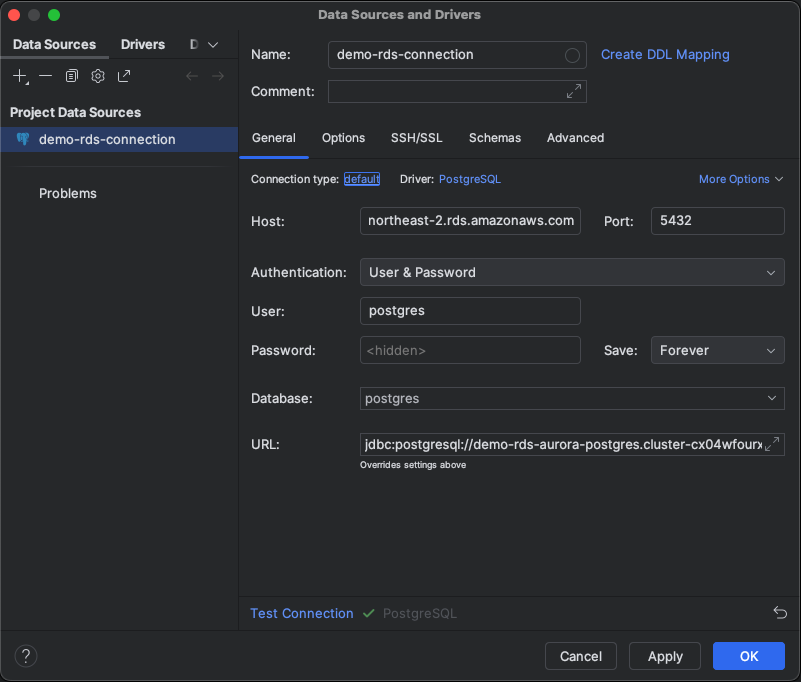 Data Sources and Drivers
Data Sources Drivers D
Project Data Sources
demo-rds-connection
Problems
Name: demo-rds-connection Create DDL Mapping
Comment:
General Options SSH/SSL Schemas Advanced
Connection type: default Driver: PostgreSQL More Options
Host: northeast-2.rds.amazonaws.com Port: 5432
Authentication: User & Password
User: postgres
Password: <hidden> Save: Forever
Database: postgres
URL: jdbc:postgresql://demo-rds-aurora-postgres.cluster-cx04wfourx
Overrides settings above
Test Connection PostgreSQL
? Cancel Apply OK